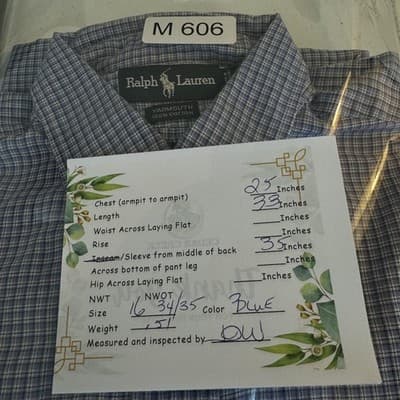 M 606
Ralph Lauren
YARMOUTH
Chest (armpit to armpit) 25 Inches
Length 33 Inches
Waist Across Laying Flat Inches
Rise Inches
Inseam/Sleeve from middle of back 35 Inches
Across bottom of pant leg Inches
Hip Across Laying Flat Inches
NWT NWOT
Size 16 34/35 Color BLUE
Weight .51
Measured and inspected by DW